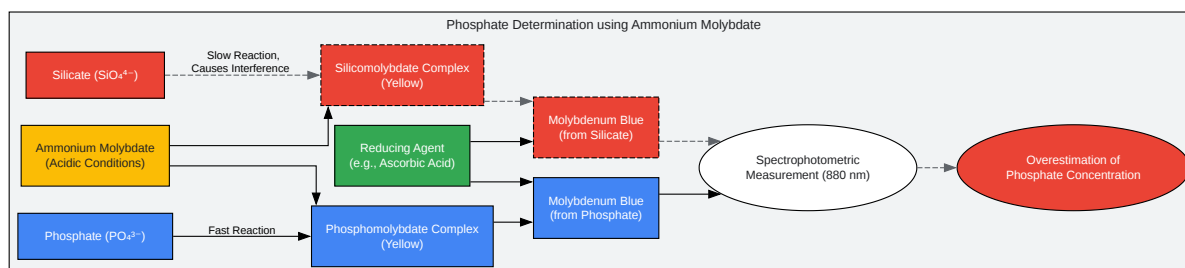 Phosphate Determination using Ammonium Molybdate
Slow Reaction,
Causes Interference
Silicate (SiO₄⁴⁻)
Silicomolybdate Complex
(Yellow)
Ammonium Molybdate
(Acidic Conditions)
Reducing Agent
(e.g., Ascorbic Acid)
Molybdenum Blue
(from Silicate)
Spectrophotometric
Measurement (880 nm)
Overestimation of
Phosphate Concentration
Molybdenum Blue
(from Phosphate)
Phosphate (PO₄³⁻)
Fast Reaction
Phosphomolybdate Complex
(Yellow)